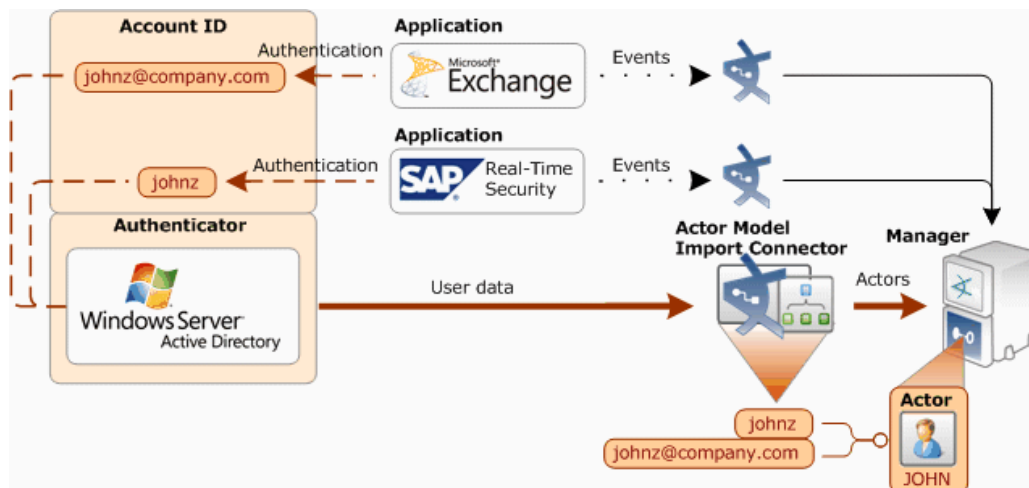 Account ID
Application
Authentication
johnz@company.com
Microsoft®
Exchange
Events
Application
Authentication
johnz
SAP
Real-Time
Security
Events
Authenticator
Actor Model
Import Connector
Manager
Windows Server
Active Directory
User data
Actors
johnz
johnz@company.com
Actor
JOHN